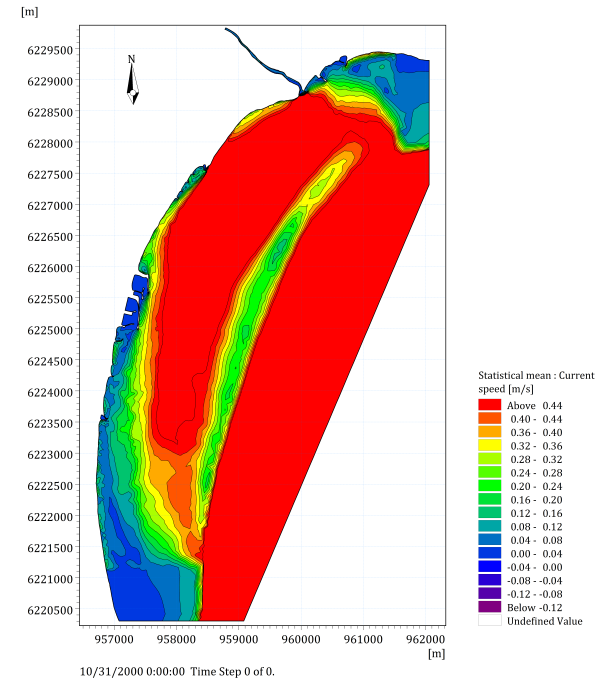 [m]
6229500
6229000
6228500
6228000
6227500
6227000
6226500
6226000
6225500
6225000
6224500
6224000
6223500
6223000
6222500
6222000
6221500
6221000
6220500
N
957000 958000 959000 960000 961000 962000
[m]
10/31/2000 0:00:00 Time Step 0 of 0.
Statistical mean : Current
speed [m/s]
Above 0.44
0.40 - 0.44
0.36 - 0.40
0.32 - 0.36
0.28 - 0.32
0.24 - 0.28
0.20 - 0.24
0.16 - 0.20
0.12 - 0.16
0.08 - 0.12
0.04 - 0.08
0.00 - 0.04
-0.04 - 0.00
-0.08 - -0.04
-0.12 - -0.08
Below -0.12
Undefined Value